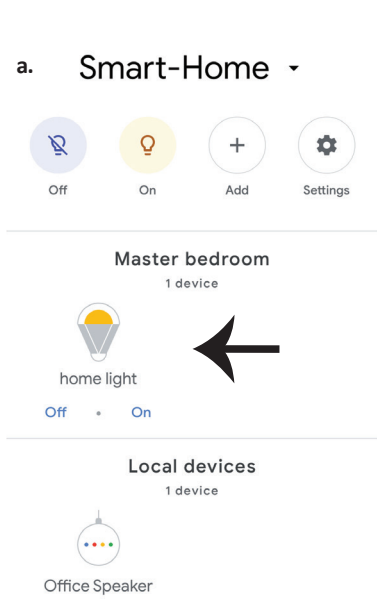 a. Smart-Home
Off On Add Settings
Master bedroom
1 device
home light
Off • On
Local devices
1 device
Office Speaker